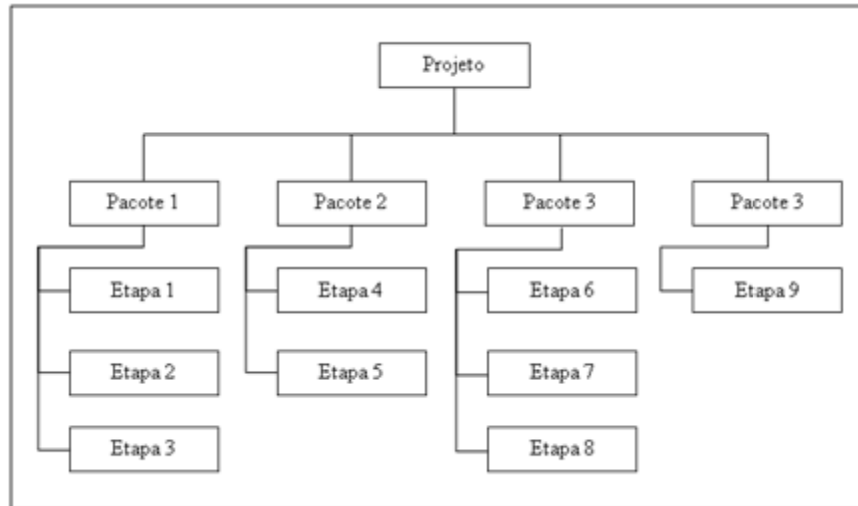 Projeto
Pacote 1
Pacote 2
Pacote 3
Pacote 3
Etapa 1
Etapa 4
Etapa 6
Etapa 9
Etapa 2
Etapa 5
Etapa 7
Etapa 3
Etapa 8